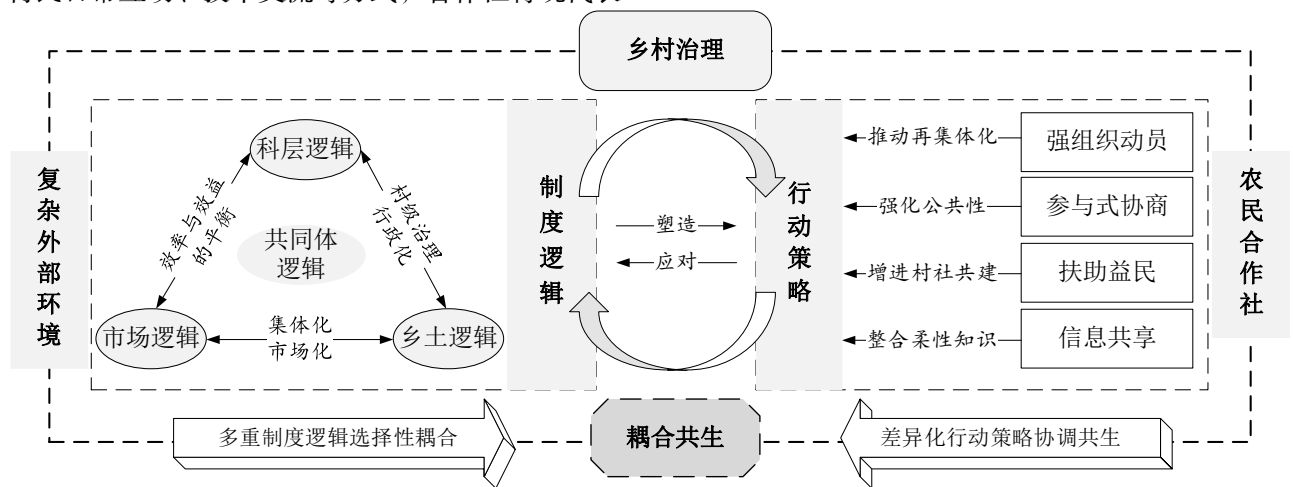 乡村治理
复杂外部环境
科层逻辑
效率与效益
的平衡
村级治理
行政化
共同体
逻辑
市场逻辑
集体化
市场化
乡土逻辑
制度逻辑
塑造
应对
行动策略
推动再集体化
强组织动员
强化公共性
参与式协商
增进村社共建
扶助益民
整合柔性知识
信息共享
农民合作社
多重制度逻辑选择性耦合
耦合共生
差异化行动策略协调共生